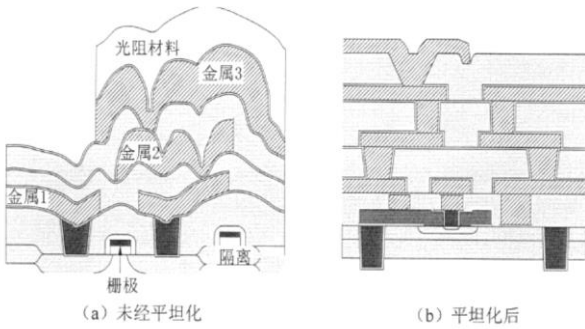 光阻材料
金属3
金属2
金属1
隔离
栅极
(a) 未经平坦化
(b) 平坦化后